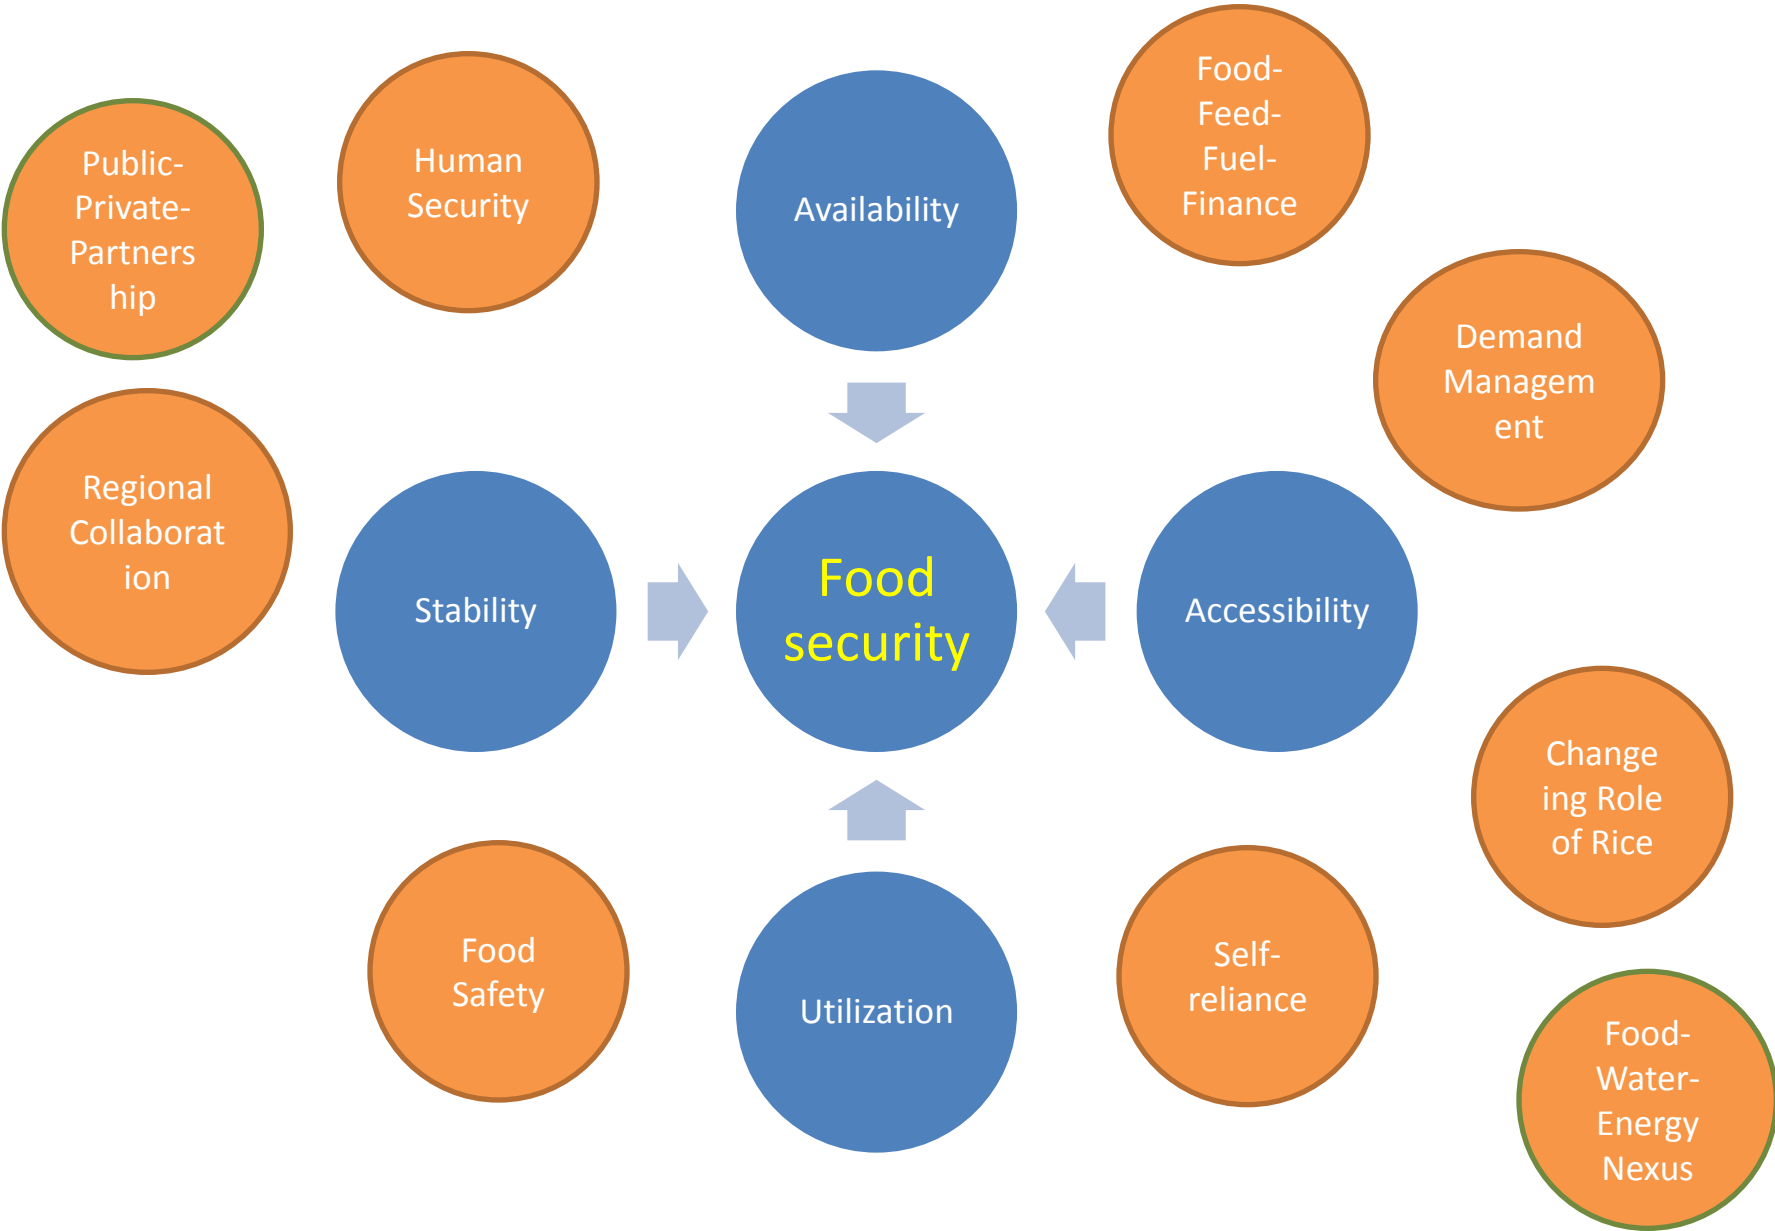 Public-
Private-
Partners
hip
Human
Security
Availability
Food-
Feed-
Fuel-
Finance
Demand
Managem
ent
Regional
Collaborat
ion
Stability
Food
security
Accessibility
Change
ing Role
of Rice
Food
Safety
Utilization
Self-
reliance
Food-
Water-
Energy
Nexus